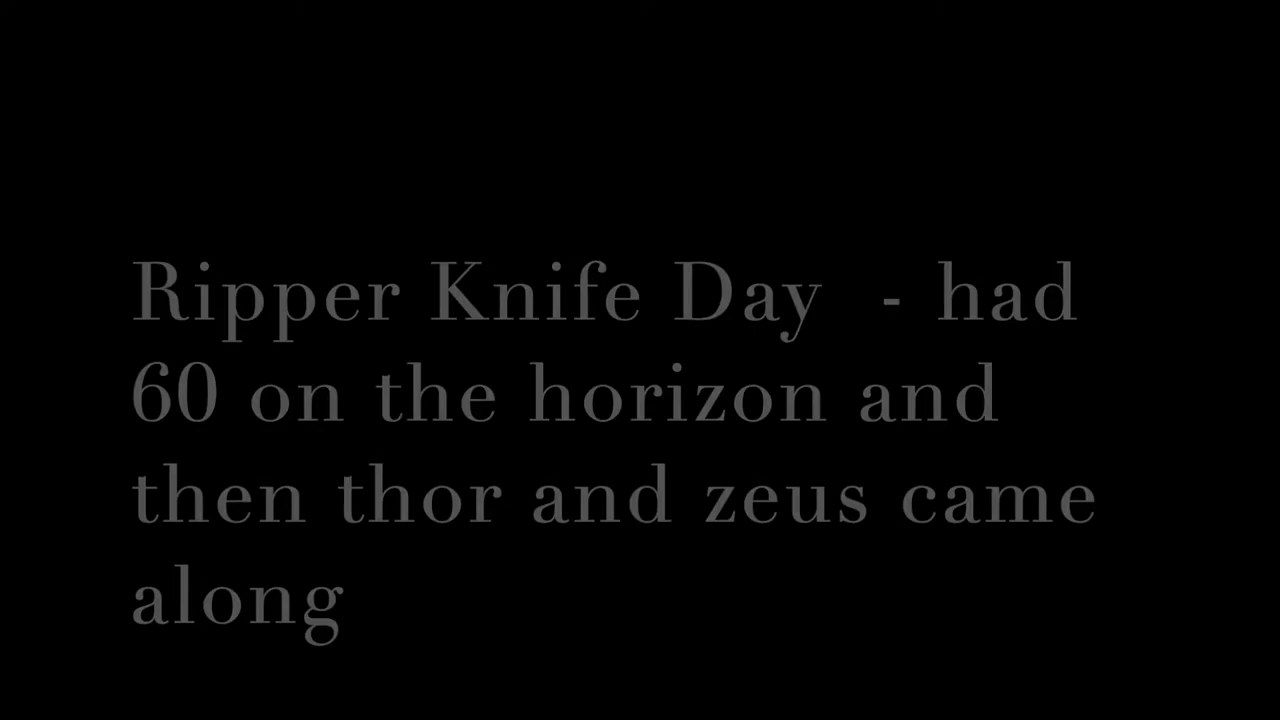 Ripper Knife Day  - had
60 on the horizon and
then thor and zeus came
along